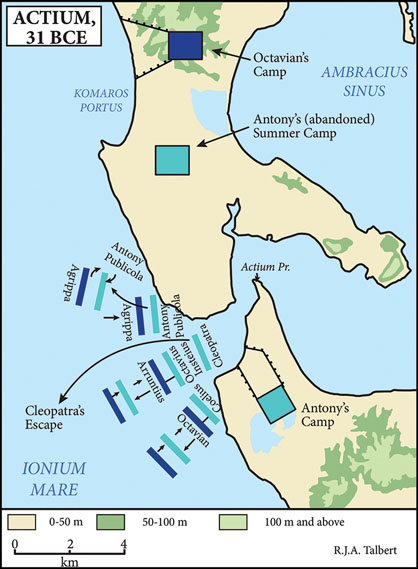 ACTIUM,
31 BCE
Octavian's
Camp
KOMAROS
PORTUS
AMBRACIUS
SINUS
Antony's (abandoned)
Summer Camp
Antony
Publicola
Agrippa
Agrippa
Antony
Publicola
Actium Pr.
Cleopatra
Insteius
Octavius
Arruntius
Coelius
Octavian
Cleopatra's
Escape
Antony's
Camp
IONIUM
MARE
0-50 m
50-100 m
100 m and above
0 2 4
km
R.J.A. Talbert